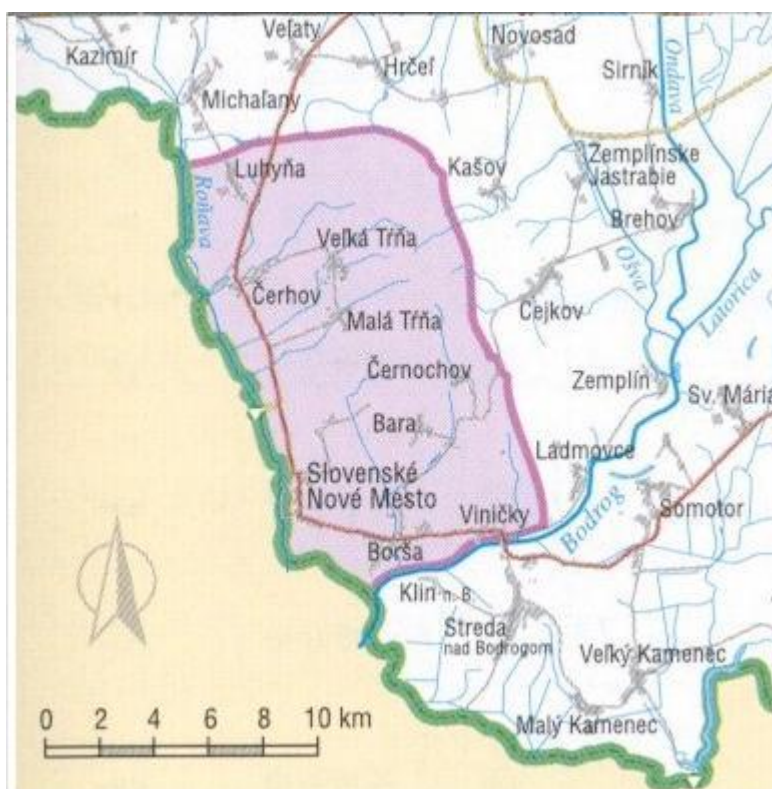 Kazimír
Veľaty
Novosad
Hrčeľ
Sirník
Ondava
Michaľany
Luhyňa
Kašov
Zemplínske
Jastrabie
Roňava
Brehov
Veľká Tŕňa
Ošva
Latorica
Čerhov
Cejkov
Malá Tŕňa
Černochov
Zemplín
Sv. Mária
Bara
Ladmovce
Slovenské
Nové Mesto
Viničky
Bodrog
Somotor
Borša
Klin n. B
Streda
nad Bodrogom
Veľký Kamenec
Malý Kamenec
0 2 4 6 8 10 km